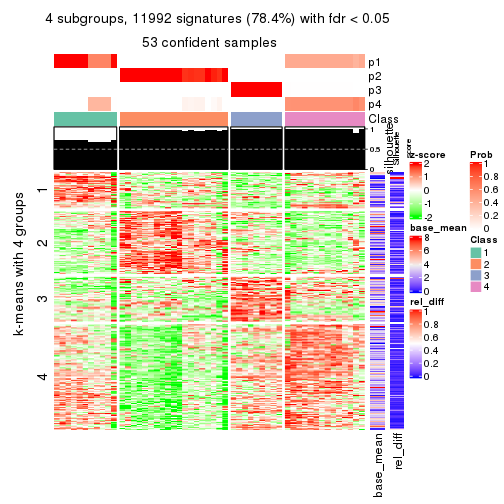 4 subgroups, 11992 signatures (78.4%) with fdr < 0.05
53 confident samples
p1
p2
p3
p4
Class
1
0.5
0
silhouette
Silhouette
score
k-means with 4 groups
1
2
3
4
base_mean
rel_diff
z-score
2
1
0
-1
-2
base_mean
8
6
4
2
0
rel_diff
1
0.8
0.6
0.4
0.2
0
Prob
1
0.8
0.6
0.4
0.2
0
Class
1
2
3
4